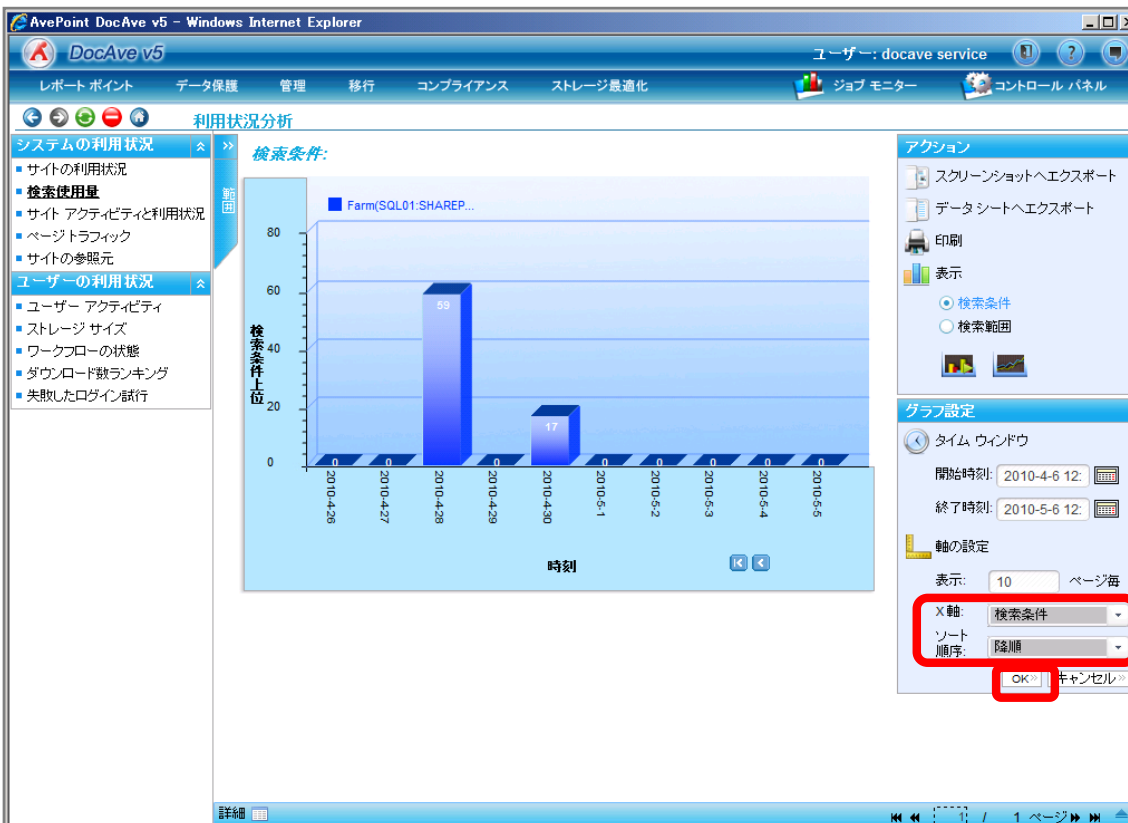 AvePoint DocAve v5 - Windows Internet Explorer
DocAve v5
ユーザー: docave service
レポート ポイント データ保護 管理 移行 コンプライアンス ストレージ最適化 ジョブ モニター コントロール パネル
利用状況分析
システムの利用状況
サイトの利用状況
検索使用量
サイト アクティビティと利用状況
ページトラフィック
サイトの参照元
ユーザーの利用状況
ユーザー アクティビティ
ストレージ サイズ
ワークフローの状態
ダウンロード数ランキング
失敗したログイン試行
範囲
検索条件:
Farm(SQL01:SHAREP...
検索条件上位
80
60
40
20
0
0 0 59 0 17 0 0 0 0 0
2010-4-26 2010-4-27 2010-4-28 2010-4-29 2010-4-30 2010-5-1 2010-5-2 2010-5-3 2010-5-4 2010-5-5
時刻
アクション
スクリーンショットへエクスポート
データシートへエクスポート
印刷
表示
検索条件
検索範囲
グラフ設定
タイム ウィンドウ
開始時刻: 2010-4-6 12:
終了時刻: 2010-5-6 12:
軸の設定
表示: 10 ページ毎
X軸: 検索条件
ソート
順序: 降順
OK キャンセル
詳細
1 / 1 ページ